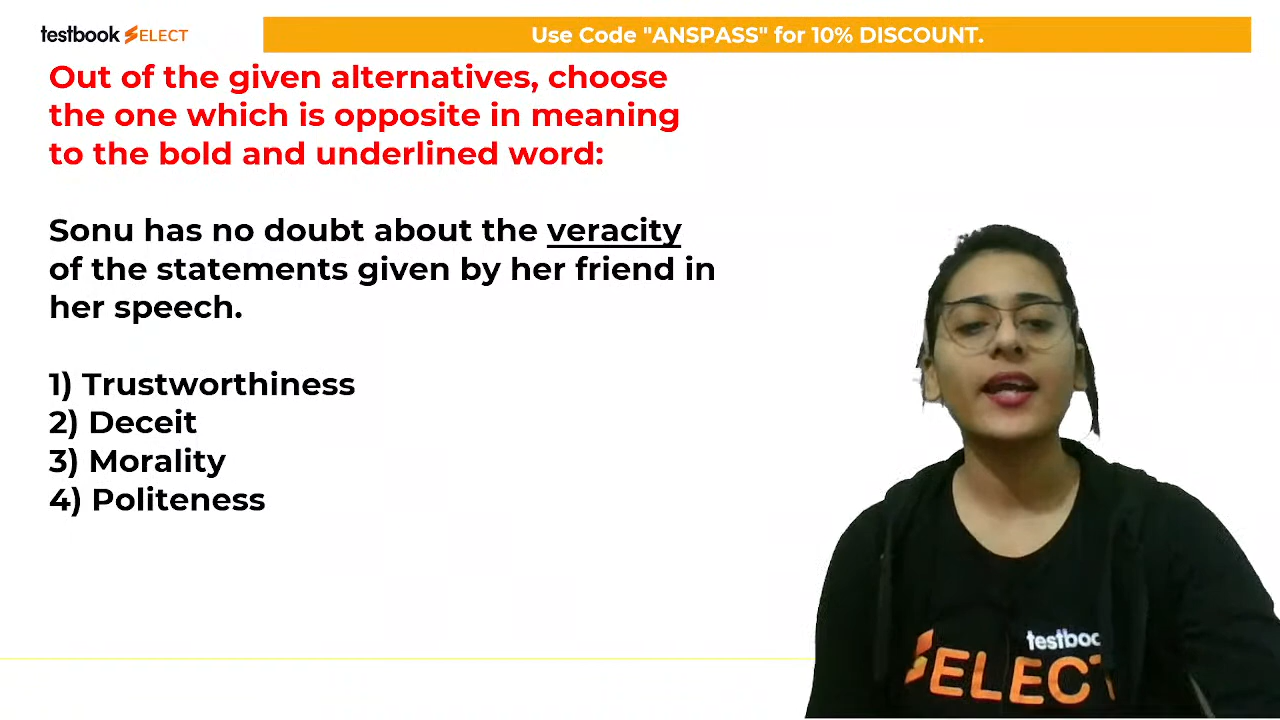 testbook SELECT
Use Code "ANSPASS" for 10% DISCOUNT.
Out of the given alternatives, choose
the one which is opposite in meaning
to the bold and underlined word:
Sonu has no doubt about the veracity
of the statements given by her friend in
her speech.
1) Trustworthiness
2) Deceit
3) Morality
4) Politeness
testboo
SELECT